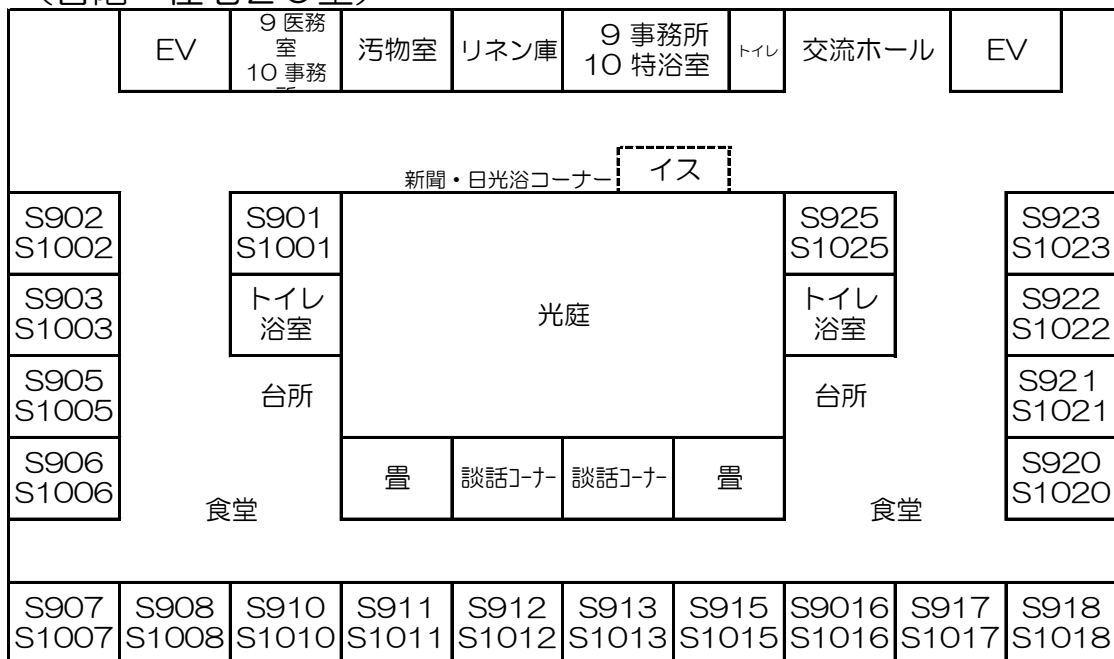 EV
9 医務
室
10 事務
汚物室
リネン庫
9 事務所
10 特浴室
トイレ
交流ホール
EV
新聞・日光浴コーナー
イス
S902
S1002
S901
S1001
S925
S1025
S923
S1023
S903
S1003
トイレ
浴室
光庭
トイレ
浴室
S922
S1022
S905
S1005
台所
台所
S921
S1021
S906
S1006
食堂
畳
談話コーナー
談話コーナー
畳
食堂
S920
S1020
S907
S1007
S908
S1008
S910
S1010
S911
S1011
S912
S1012
S913
S1013
S915
S1015
S9016
S1016
S917
S1017
S918
S1018